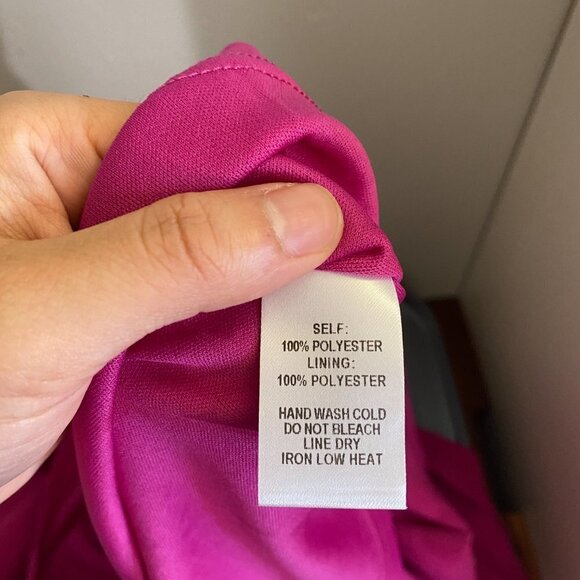 SELF:
100% POLYESTER
LINING:
100% POLYESTER
HAND WASH COLD
DO NOT BLEACH
LINE DRY
IRON LOW HEAT